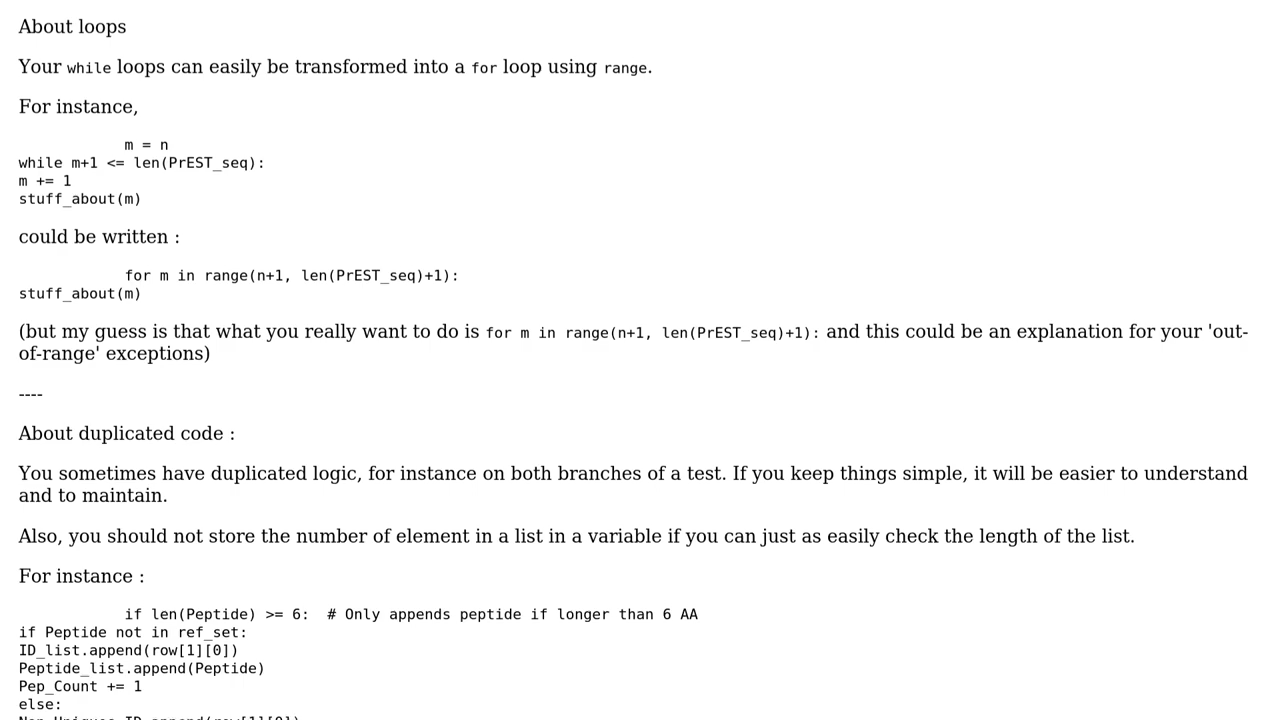 About loops
Your while loops can easily be transformed into a for loop using range.
For instance,
m = n
while m+1 <= len(PrEST_seq):
m += 1
stuff_about(m)
could be written :
for m in range(n+1, len(PrEST_seq)+1):
stuff_about(m)
(but my guess is that what you really want to do is for m in range(n+1, len(PrEST_seq)+1): and this could be an explanation for your 'out-
of-range' exceptions)
----
About duplicated code :
You sometimes have duplicated logic, for instance on both branches of a test. If you keep things simple, it will be easier to understand
and to maintain.
Also, you should not store the number of element in a list in a variable if you can just as easily check the length of the list.
For instance :
if len(Peptide) >= 6:  # Only appends peptide if longer than 6 AA
if Peptide not in ref_set:
ID_list.append(row[1][0])
Peptide_list.append(Peptide)
Pep_Count += 1
else: